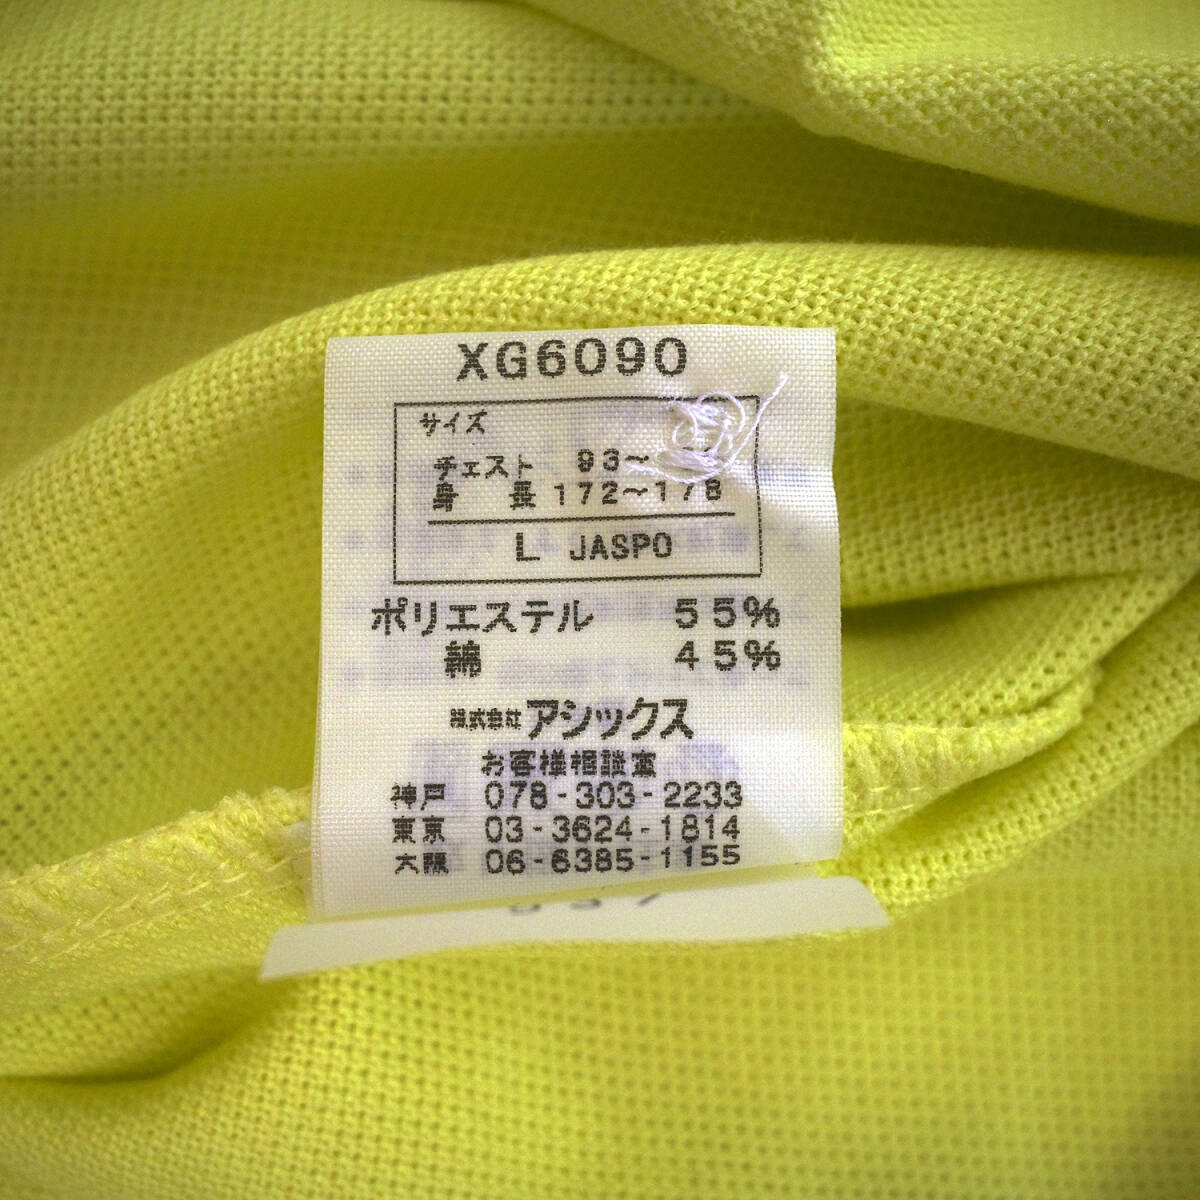 XG6090
サイズ
チェスト 93～
身長 172～178
L JASPO
ポリエステル 55%
綿 45%
株式会社アシックス
お客様相談室
神戸 078-303-2233
東京 03-3624-1814
大阪 06-6385-1155